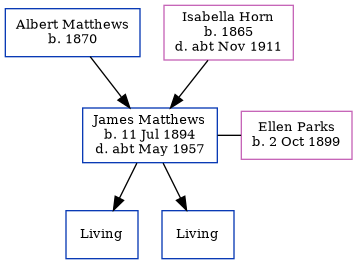 Albert Matthews
b. 1870
Isabella Horn
b. 1865
d. abt Nov 1911
James Matthews
b. 11 Jul 1894
d. abt May 1957
Ellen Parks
b. 2 Oct 1899
Living
Living